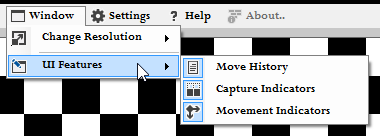 Window Settings ? Help About..
Change Resolution
UI Features
Move History
Capture Indicators
Movement Indicators